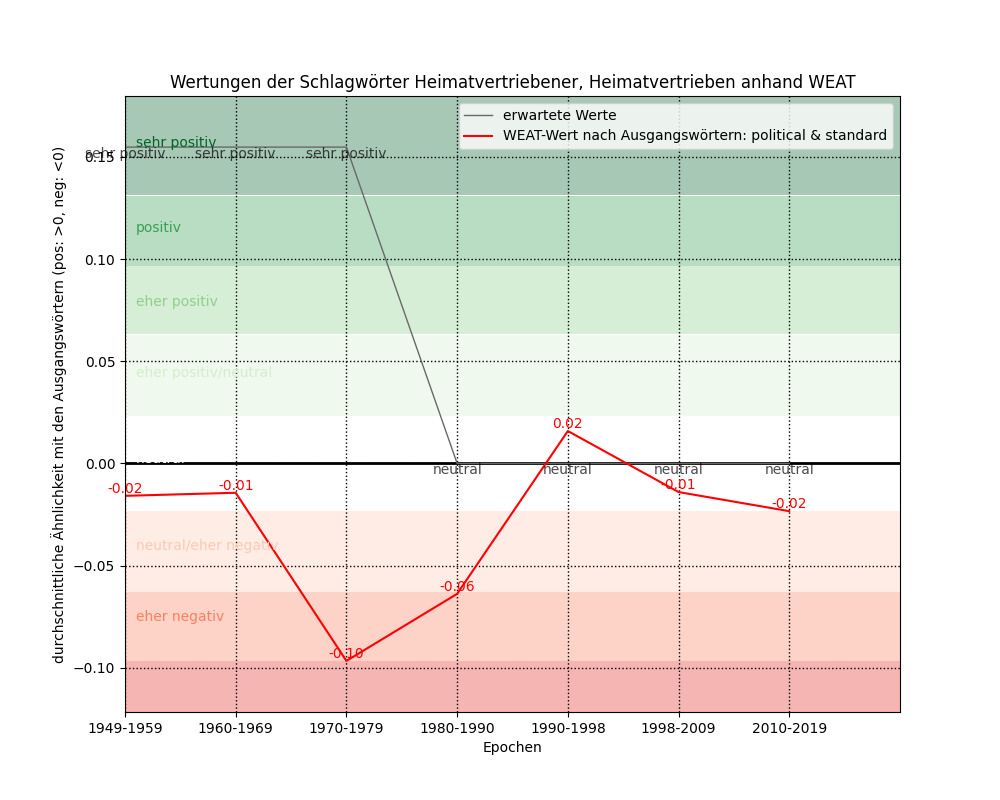 Wertungen der Schlagwörter Heimatvertriebener, Heimatvertrieben anhand WEAT
erwartete Werte
WEAT-Wert nach Ausgangswörtern: political & standard
durchschnittliche Ähnlichkeit mit den Ausgangswörtern (pos: >0, neg: <0)
sehr positiv
sehr positiv sehr positiv sehr positiv
0.15
positiv
0.10
eher positiv
0.05
eher positiv/neutral
0.02
0.00
neutral
neutral neutral neutral neutral
-0.02 -0.01 -0.01 -0.02
neutral/eher negativ
−0.05
-0.06
eher negativ
-0.10
−0.10
1949-1959 1960-1969 1970-1979 1980-1990 1990-1998 1998-2009 2010-2019
Epochen